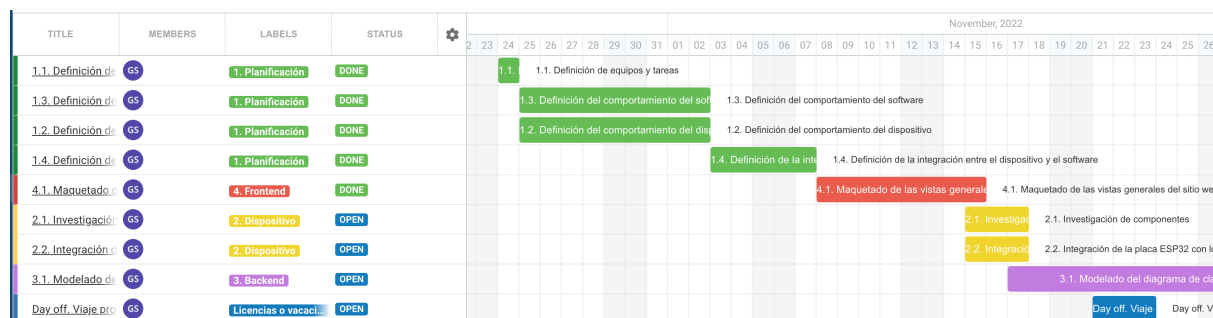 November, 2022
TITLE MEMBERS LABELS STATUS
2 23 24 25 26 27 28 29 30 31 01 02 03 04 05 06 07 08 09 10 11 12 13 14 15 16 17 18 19 20 21 22 23 24 25 26
1.1. Definición de GS 1. Planificación DONE 1.1. 1.1. Definición de equipos y tareas
1.3. Definición de GS 1. Planificación DONE 1.3. Definición del comportamiento del sof 1.3. Definición del comportamiento del software
1.2. Definición de GS 1. Planificación DONE 1.2. Definición del comportamiento del disp 1.2. Definición del comportamiento del dispositivo
1.4. Definición de GS 1. Planificación DONE 1.4. Definición de la inte 1.4. Definición de la integración entre el dispositivo y el software
4.1. Maquetado GS 4. Frontend DONE 4.1. Maquetado de las vistas generale 4.1. Maquetado de las vistas generales del sitio we
2.1. Investigación GS 2. Dispositivo OPEN 2.1. Investigac 2.1. Investigación de componentes
2.2. Integración d GS 2. Dispositivo OPEN 2.2. Integració 2.2. Integración de la placa ESP32 con lo
3.1. Modelado de GS 3. Backend OPEN 3.1. Modelado del diagrama de cla
Day off. Viaje pro GS Licencias o vacaci... OPEN Day off. Viaje Day off. V